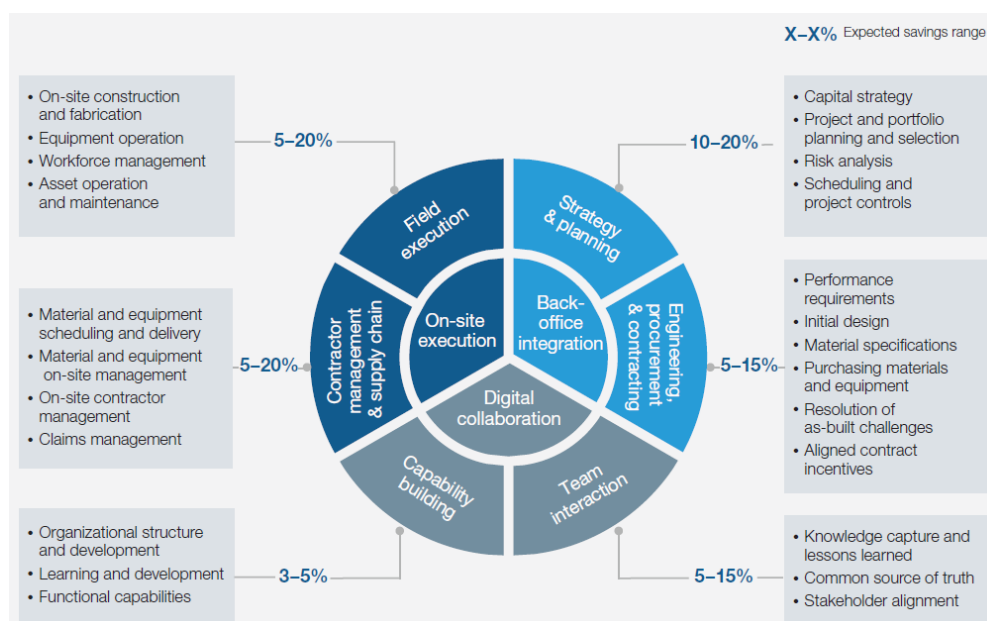 X–X% Expected savings range
• On-site construction
and fabrication
• Equipment operation
• Workforce management
• Asset operation
and maintenance
5–20%
10–20%
• Capital strategy
• Project and portfolio
planning and selection
• Risk analysis
• Scheduling and
project controls
Field
execution
Strategy
& planning
• Material and equipment
scheduling and delivery
• Material and equipment
on-site management
• On-site contractor
management
• Claims management
5–20%
Contractor
management
& supply chain
On-site
execution
Back-
office
integration
Engineering,
procurement
& contracting
5–15%
• Performance
requirements
• Initial design
• Material specifications
• Purchasing materials
and equipment
• Resolution of
as-built challenges
• Aligned contract
incentives
Digital
collaboration
Capability
building
Team
interaction
• Organizational structure
and development
• Learning and development
• Functional capabilities
3–5%
5–15%
• Knowledge capture and
lessons learned
• Common source of truth
• Stakeholder alignment